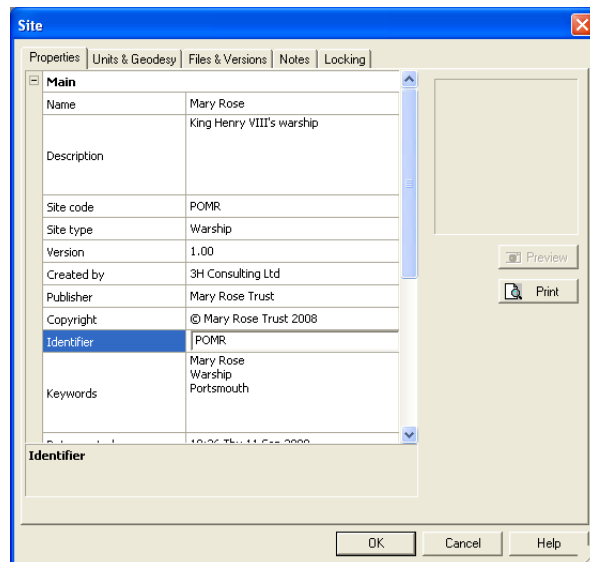 Site
Properties Units & Geodesy Files & Versions Notes Locking
Main
Name Mary Rose
Description King Henry VIII's warship
Site code POMR
Site type Warship
Version 1.00
Created by 3H Consulting Ltd
Publisher Mary Rose Trust
Copyright © Mary Rose Trust 2008
Identifier POMR
Keywords Mary Rose
Warship
Portsmouth
Identifier
Preview
Print
OK Cancel Help